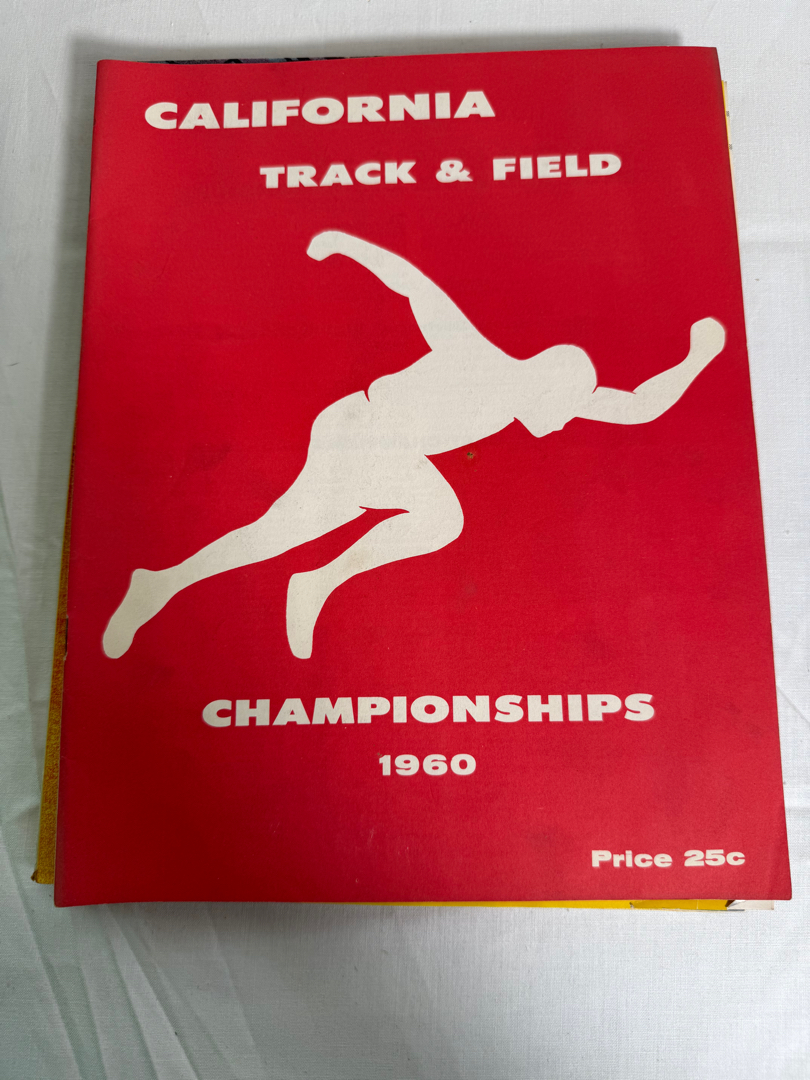 CALIFORNIA
TRACK & FIELD
CHAMPIONSHIPS
1960
Price 25c